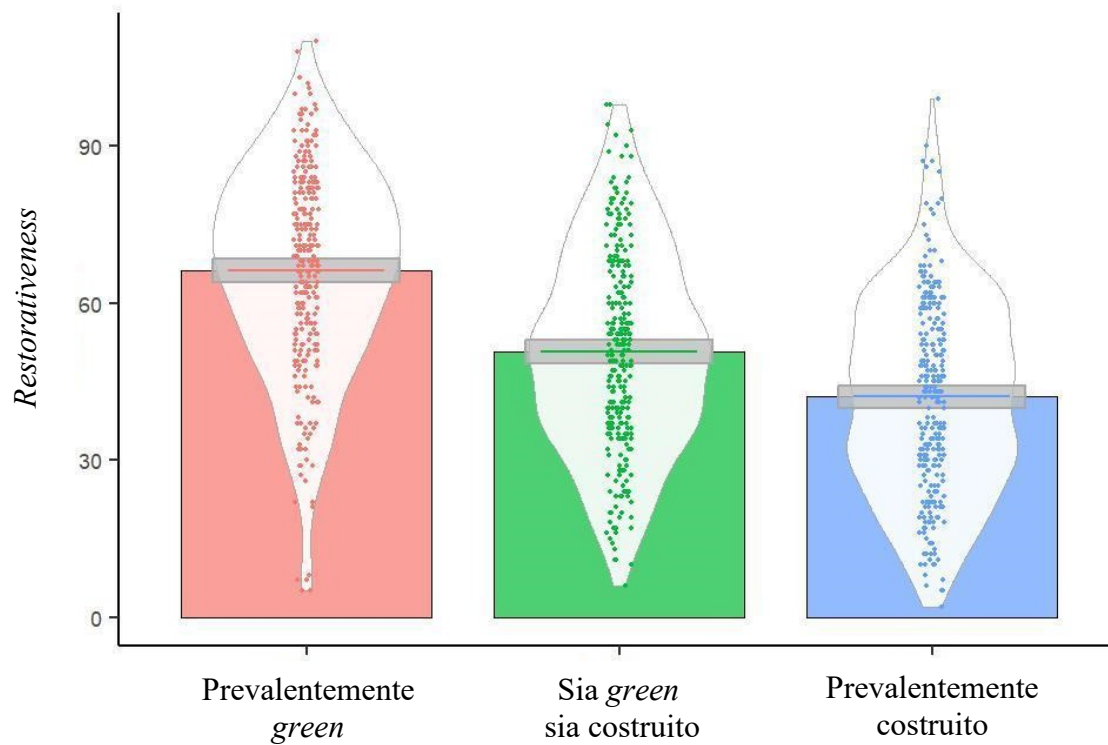 90
60
30
0
Restorativeness
Prevalentemente
green
Sia green
sia costruito
Prevalentemente
costruito